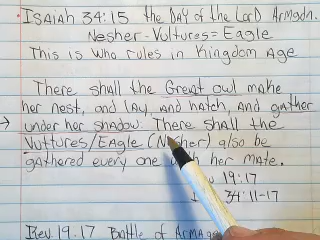 Isaiah 34:15 the Day of the Lord Armgdn.
Nesher - Vultures = Eagle
This is who rules in Kingdom Age
There shall the Great owl make
her nest, and lay and hatch, and gather
→ under her shadow: There shall the
Vultures/Eagle (Nesher) also be
gathered every one with her mate.
19:17
34:11-17
Rev. 19.17 Battle of Armag